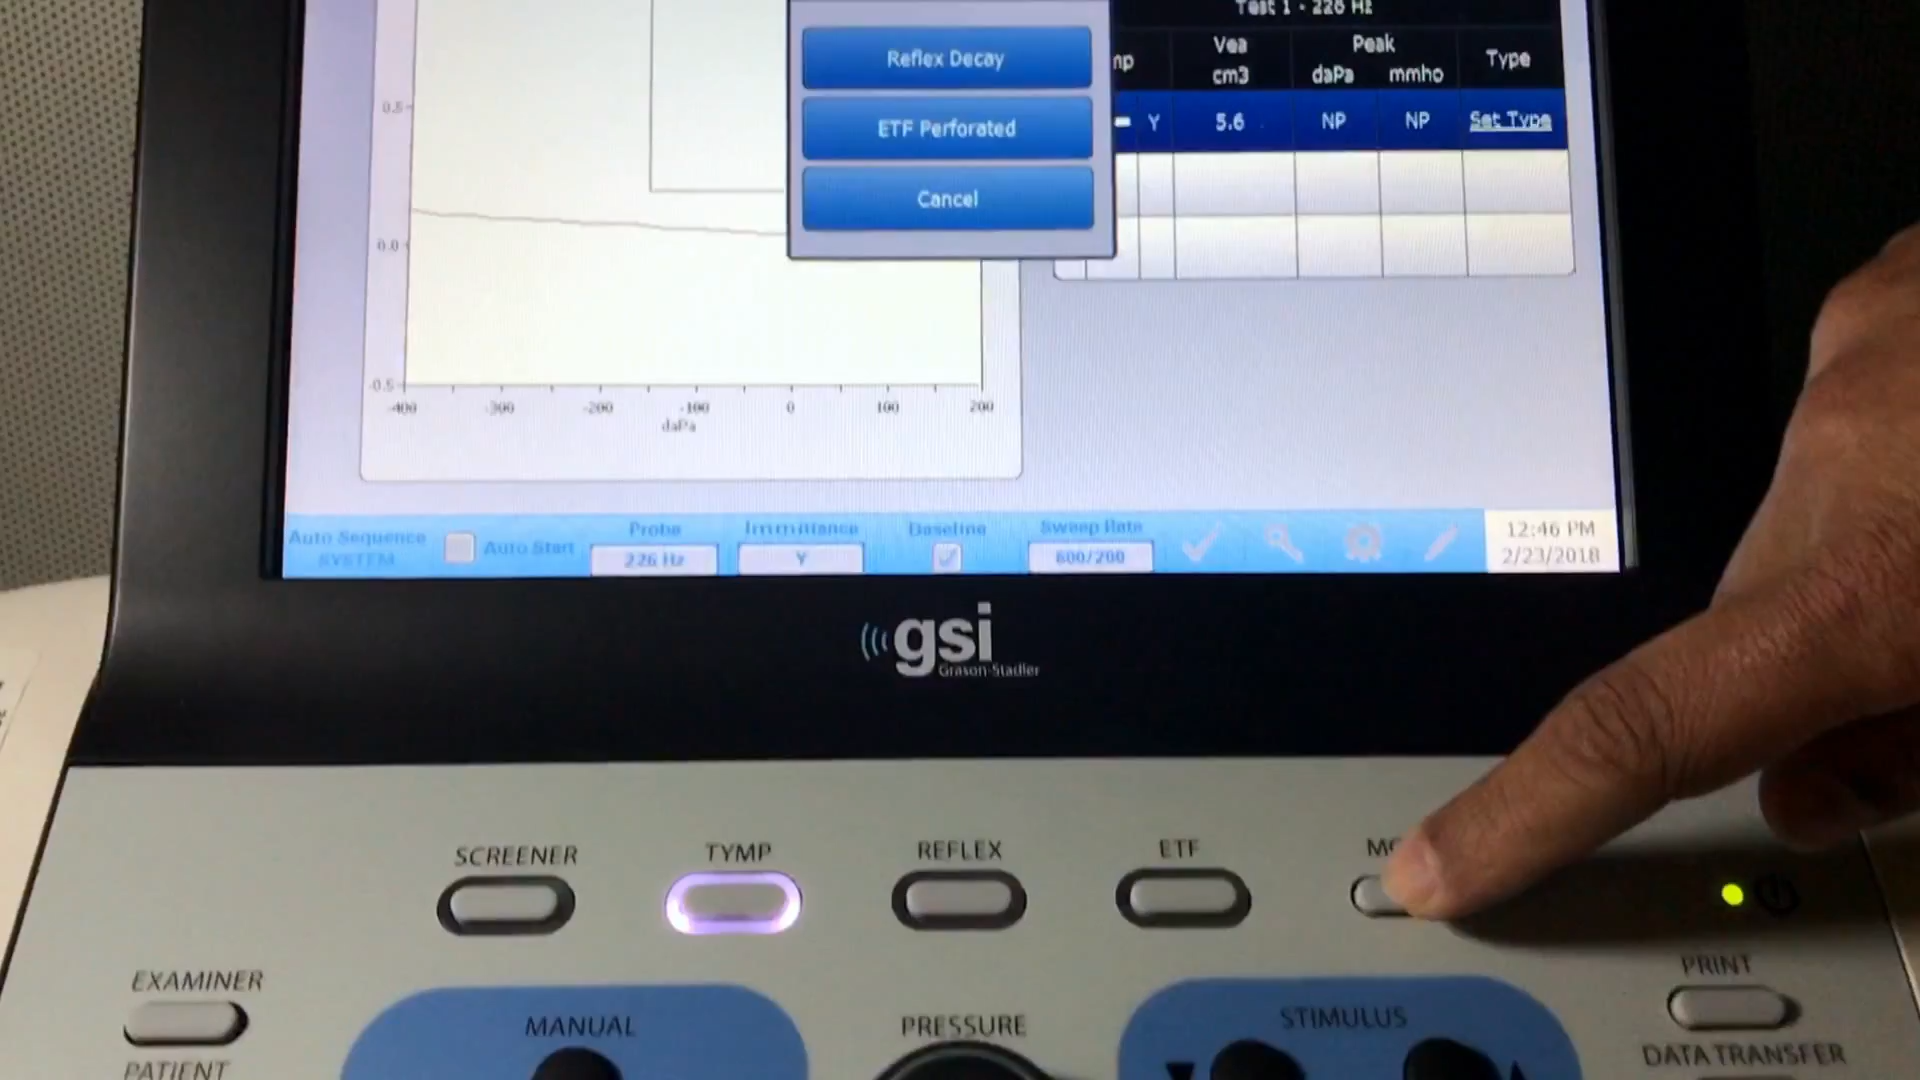 Test 1 - 226 Hz
Vea
Peak
Type
cm3
daPa
mmho
Y
5.6
NP
NP
Set Type
Reflex Decay
ETF Perforated
Cancel
0.5
0.0
-0.5
-400 -300 -200 -100 0 100 200
daPa
Auto Sequence
SYSTEM
Auto Start
Probe
226 Hz
Immittance
Y
Baseline
Sweep Rate
600/200
12:46 PM
2/23/2018
gsi
Grason-Stadler
SCREENER
TYMP
REFLEX
ETF
EXAMINER
PATIENT
MANUAL
PRESSURE
STIMULUS
PRINT
DATA TRANSFER